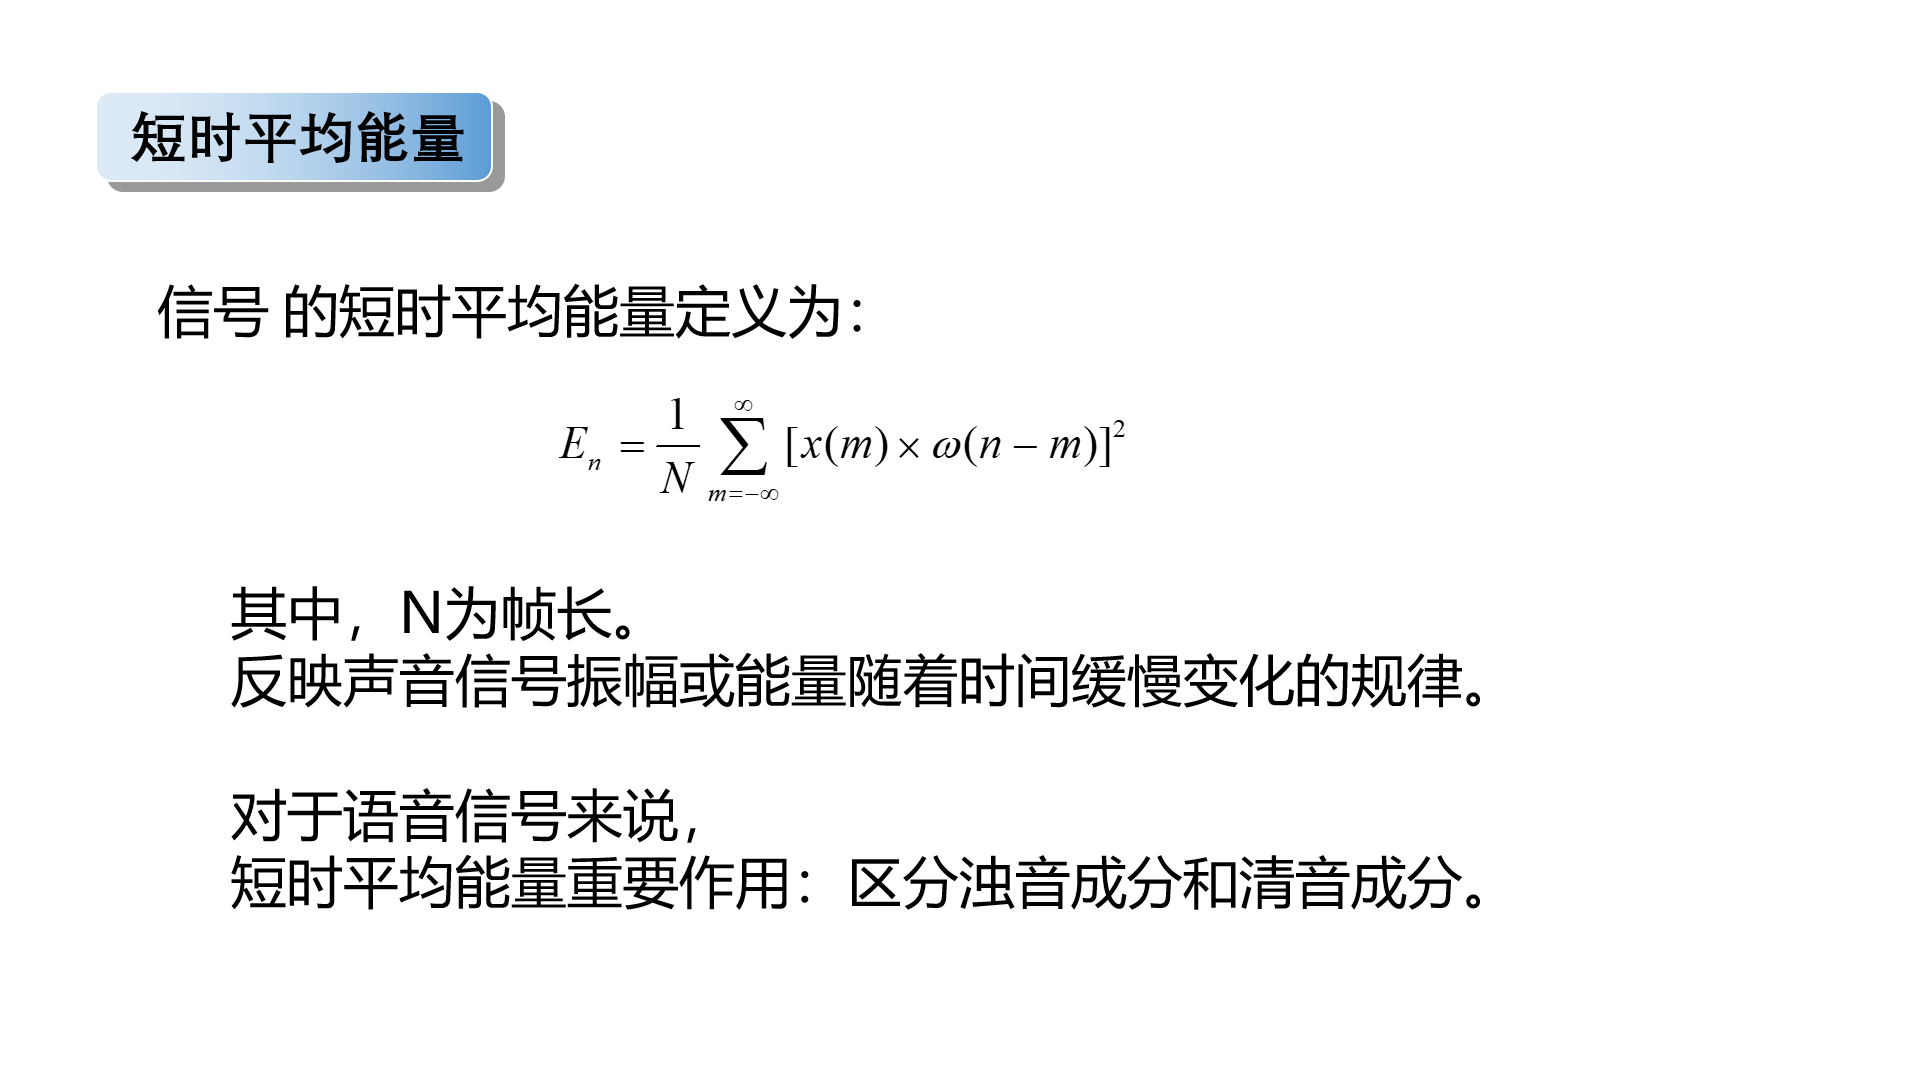 短时平均能量
信号 的短时平均能量定义为：
$E_n = \frac{1}{N} \sum_{m=-\infty}^{\infty} [x(m) \times \omega(n-m)]^2$
其中，N为帧长。
反映声音信号振幅或能量随着时间缓慢变化的规律。
对于语音信号来说，
短时平均能量重要作用：区分浊音成分和清音成分。